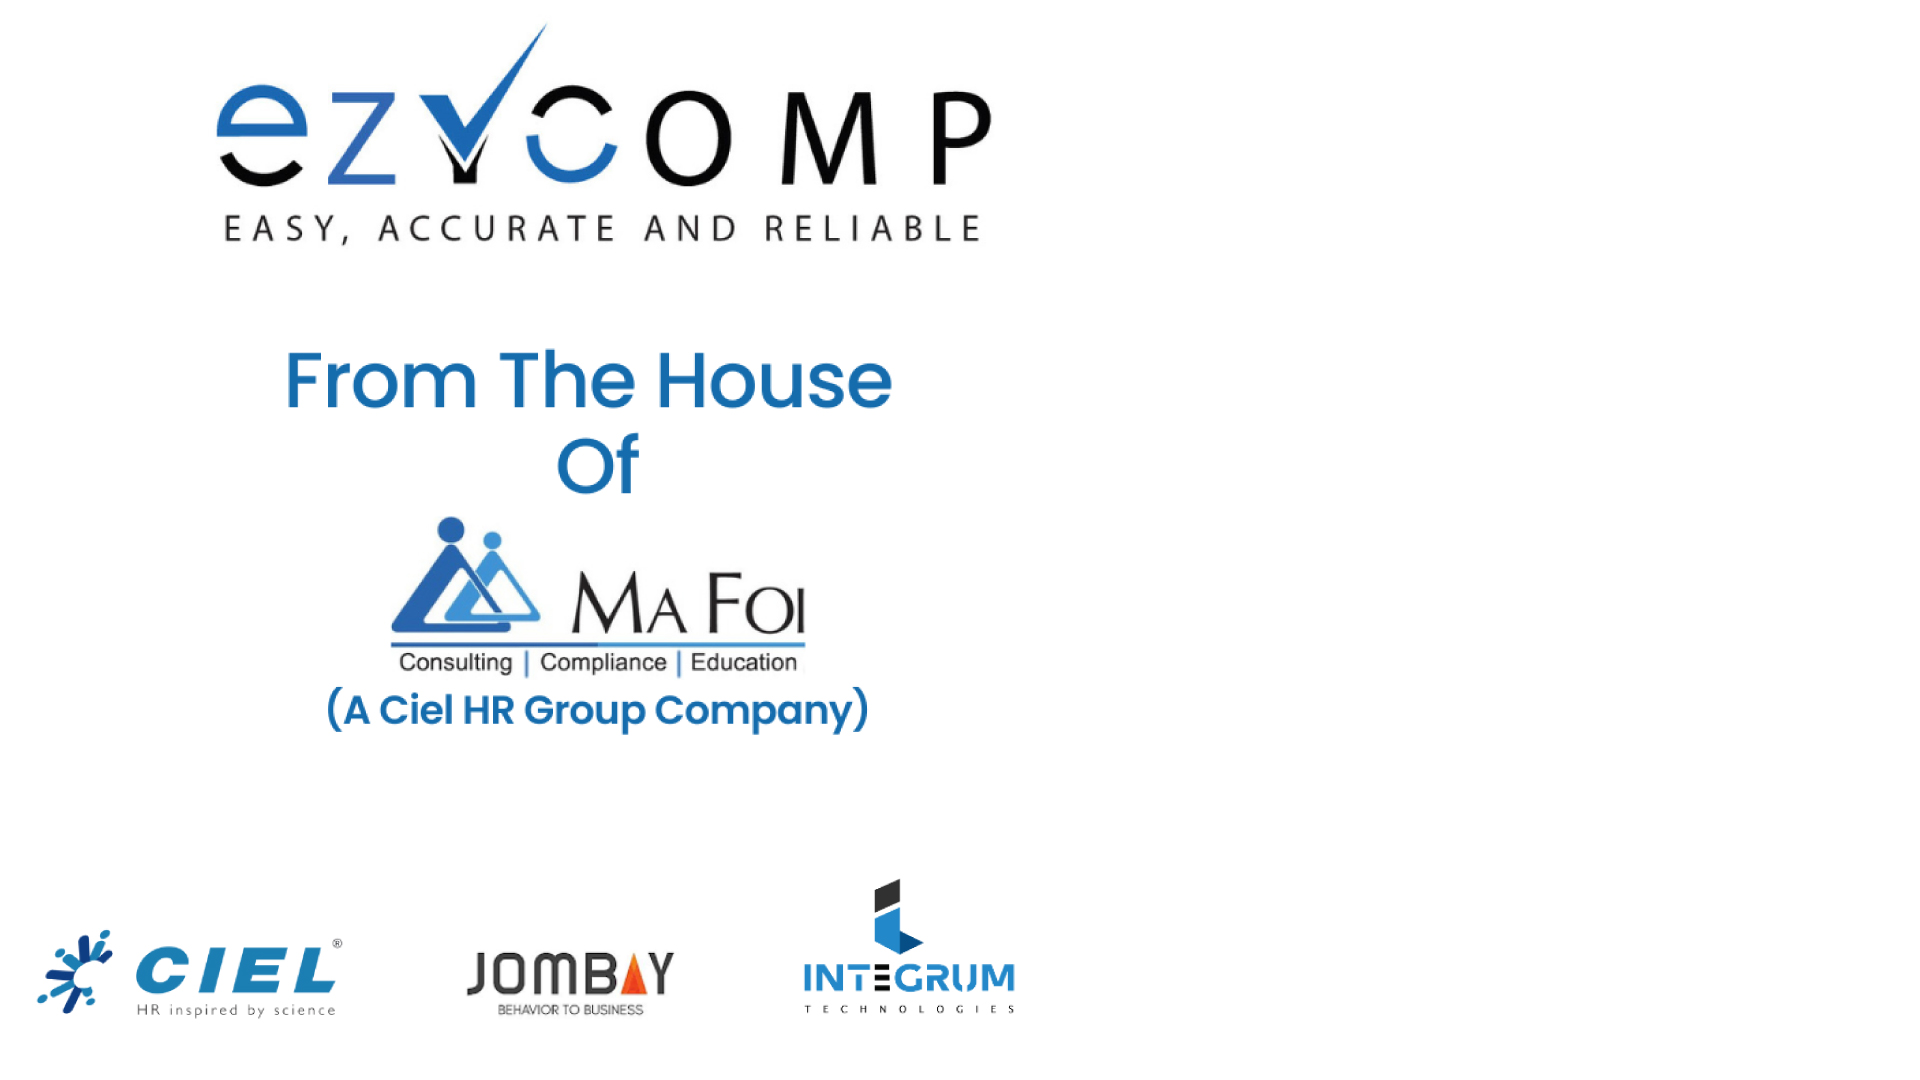 ezycomp
EASY, ACCURATE AND RELIABLE
From The House
Of
MA FOI
Consulting | Compliance | Education
(A Ciel HR Group Company)
CIEL®
HR inspired by science
JOMBAY
BEHAVIOR TO BUSINESS
INTEGRUM
TECHNOLOGIES